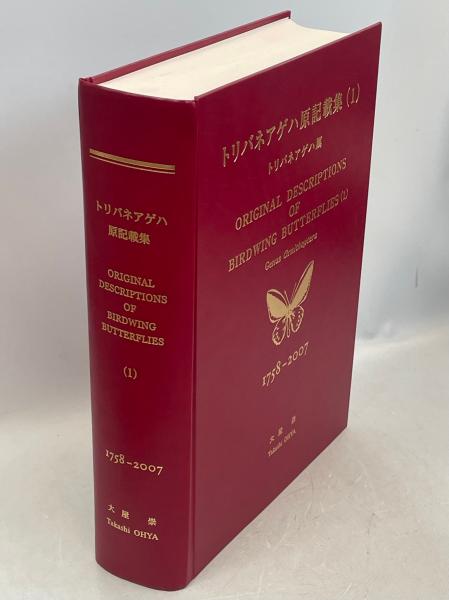 トリバネアゲハ
原記載集
ORIGINAL
DESCRIPTIONS
OF
BIRDWING
BUTTERFLIES
(1)
1758-2007
大屋 崇
Takashi OHYA
トリバネアゲハ原記載集(1)
トリバネアゲハ属
ORIGINAL DESCRIPTIONS
OF
BIRDWING BUTTERFLIES(1)
Genus Ornithoptera
1758-2007
大屋 崇
Takashi OHYA